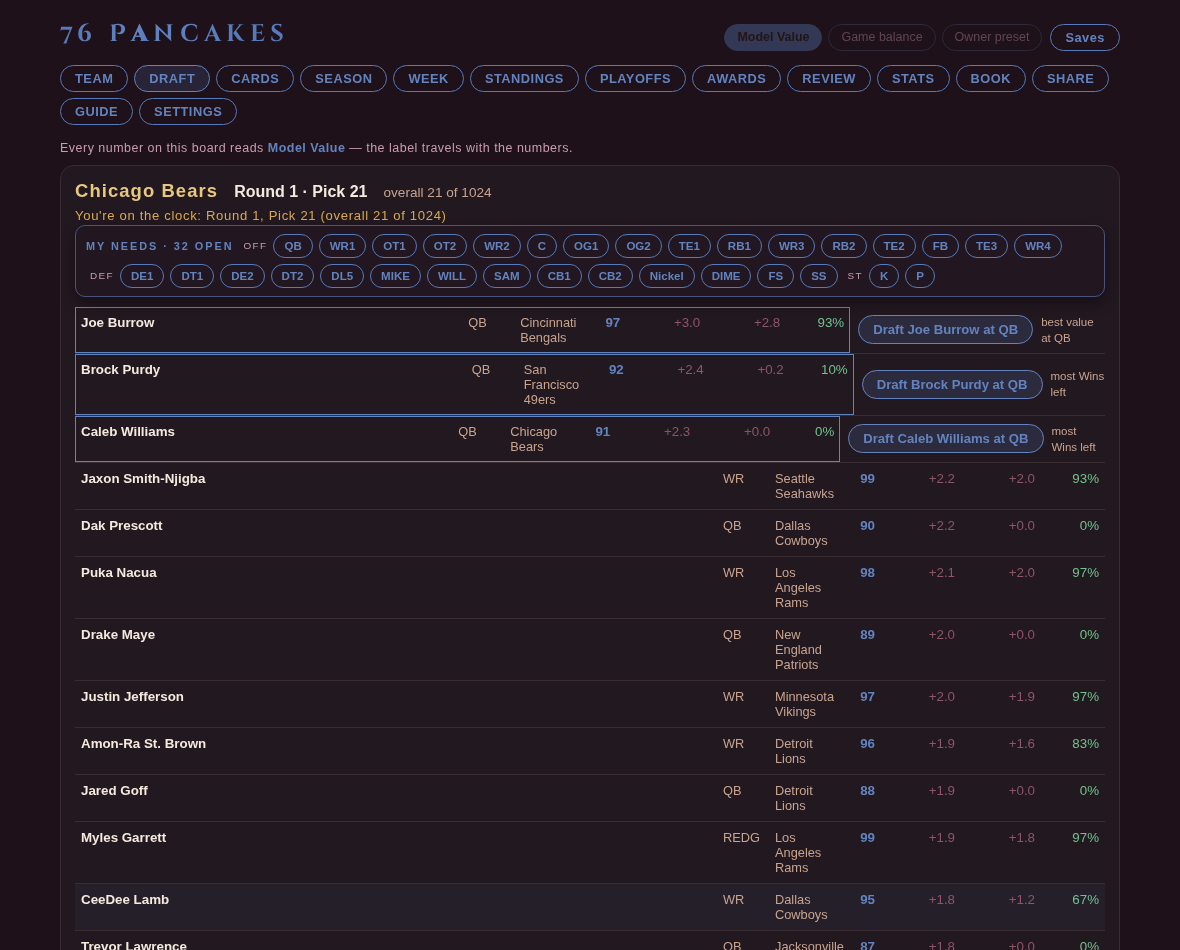 76 PANCAKES
Model Value Game balance Owner preset Saves
TEAM DRAFT CARDS SEASON WEEK STANDINGS PLAYOFFS AWARDS REVIEW STATS BOOK SHARE
GUIDE SETTINGS
Every number on this board reads Model Value — the label travels with the numbers.
Chicago Bears Round 1 · Pick 21 overall 21 of 1024
You're on the clock: Round 1, Pick 21 (overall 21 of 1024)
MY NEEDS · 32 OPEN OFF QB WR1 OT1 OT2 WR2 C OG1 OG2 TE1 RB1 WR3 RB2 TE2 FB TE3 WR4
DEF DE1 DT1 DE2 DT2 DL5 MIKE WILL SAM CB1 CB2 Nickel DIME FS SS ST K P
Joe Burrow QB Cincinnati Bengals 97 +3.0 +2.8 93% Draft Joe Burrow at QB best value at QB
Brock Purdy QB San Francisco 49ers 92 +2.4 +0.2 10% Draft Brock Purdy at QB most Wins left
Caleb Williams QB Chicago Bears 91 +2.3 +0.0 0% Draft Caleb Williams at QB most Wins left
Jaxon Smith-Njigba WR Seattle Seahawks 99 +2.2 +2.0 93%
Dak Prescott QB Dallas Cowboys 90 +2.2 +0.0 0%
Puka Nacua WR Los Angeles Rams 98 +2.1 +2.0 97%
Drake Maye QB New England Patriots 89 +2.0 +0.0 0%
Justin Jefferson WR Minnesota Vikings 97 +2.0 +1.9 97%
Amon-Ra St. Brown WR Detroit Lions 96 +1.9 +1.6 83%
Jared Goff QB Detroit Lions 88 +1.9 +0.0 0%
Myles Garrett REDG Los Angeles Rams 99 +1.9 +1.8 97%
CeeDee Lamb WR Dallas Cowboys 95 +1.8 +1.2 67%
Trevor Lawrence QB Jacksonville 87 +1.8 +0.0 0%